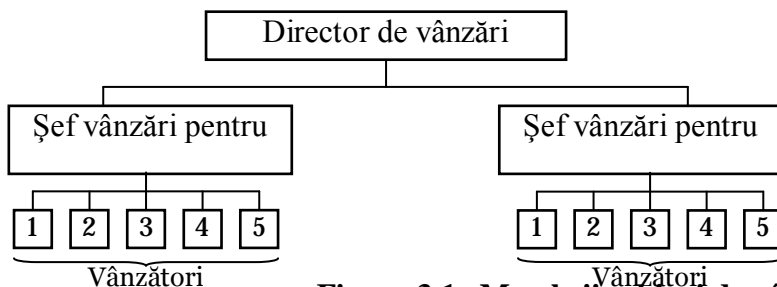 Director de vânzări
Şef vânzări pentru
Şef vânzări pentru
1 2 3 4 5
1 2 3 4 5
Vânzători
Vânzători